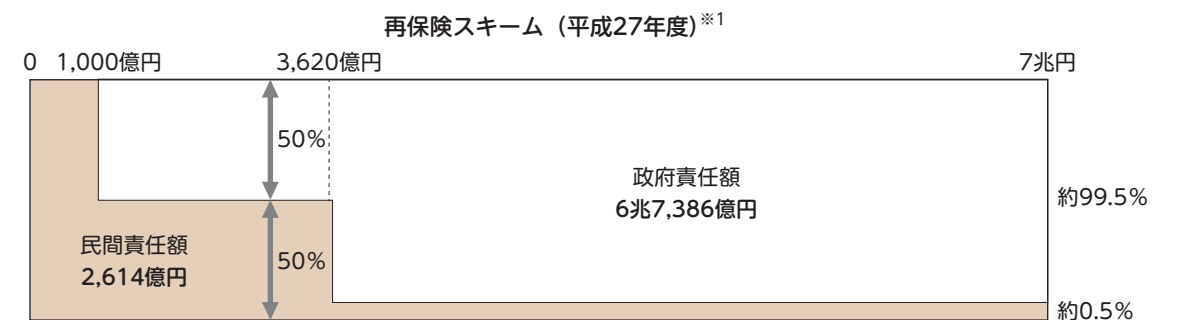 再保険スキーム（平成27年度）※1
0 1,000億円 3,620億円 7兆円
50%
政府責任額
6兆7,386億円
約99.5%
民間責任額
2,614億円
50%
約0.5%